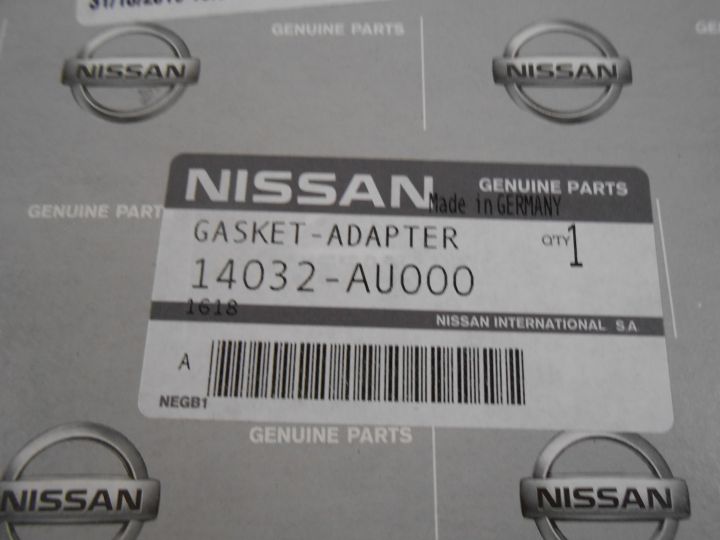 GENUINE PARTS
NISSAN
NISSAN
NISSAN
GENUINE PARTS
Made in GERMANY
GENUINE PART
GASKET-ADAPTER
QTY 1
14032-AU000
1618
NISSAN INTERNATIONAL SA
A
NEGB1
GENUINE PARTS
NISSAN
NISSAN